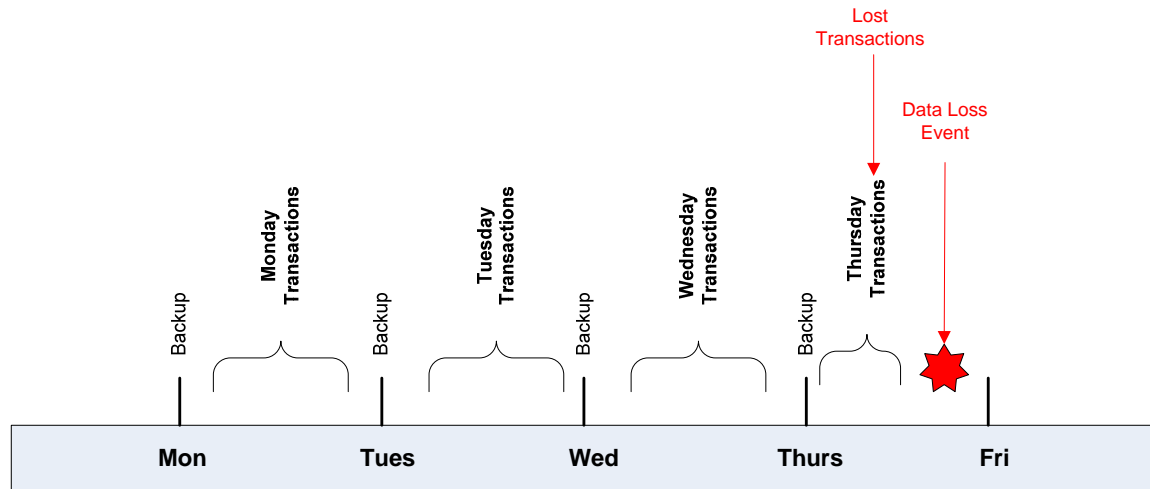 Lost
Transactions
Data Loss
Event
Monday
Transactions
Tuesday
Transactions
Wednesday
Transactions
Thursday
Transactions
Backup
Backup
Backup
Backup
Mon
Tues
Wed
Thurs
Fri